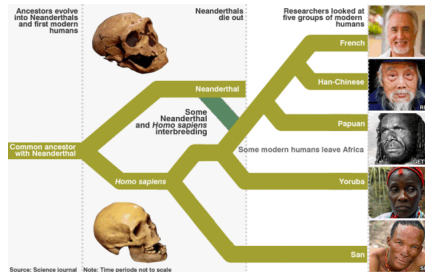 Ancestors evolve
into Neanderthals
and first modern
humans
Neanderthals
die out
Researchers looked at
five groups of modern
humans
French
Han-Chinese
Neanderthal
Some
Neanderthal
and Homo sapiens
interbreeding
Papuan
Common ancestor
with Neanderthal
Some modern humans leave Africa
Homo sapiens
Yoruba
San
Source: Science journal Note: Time periods not to scale